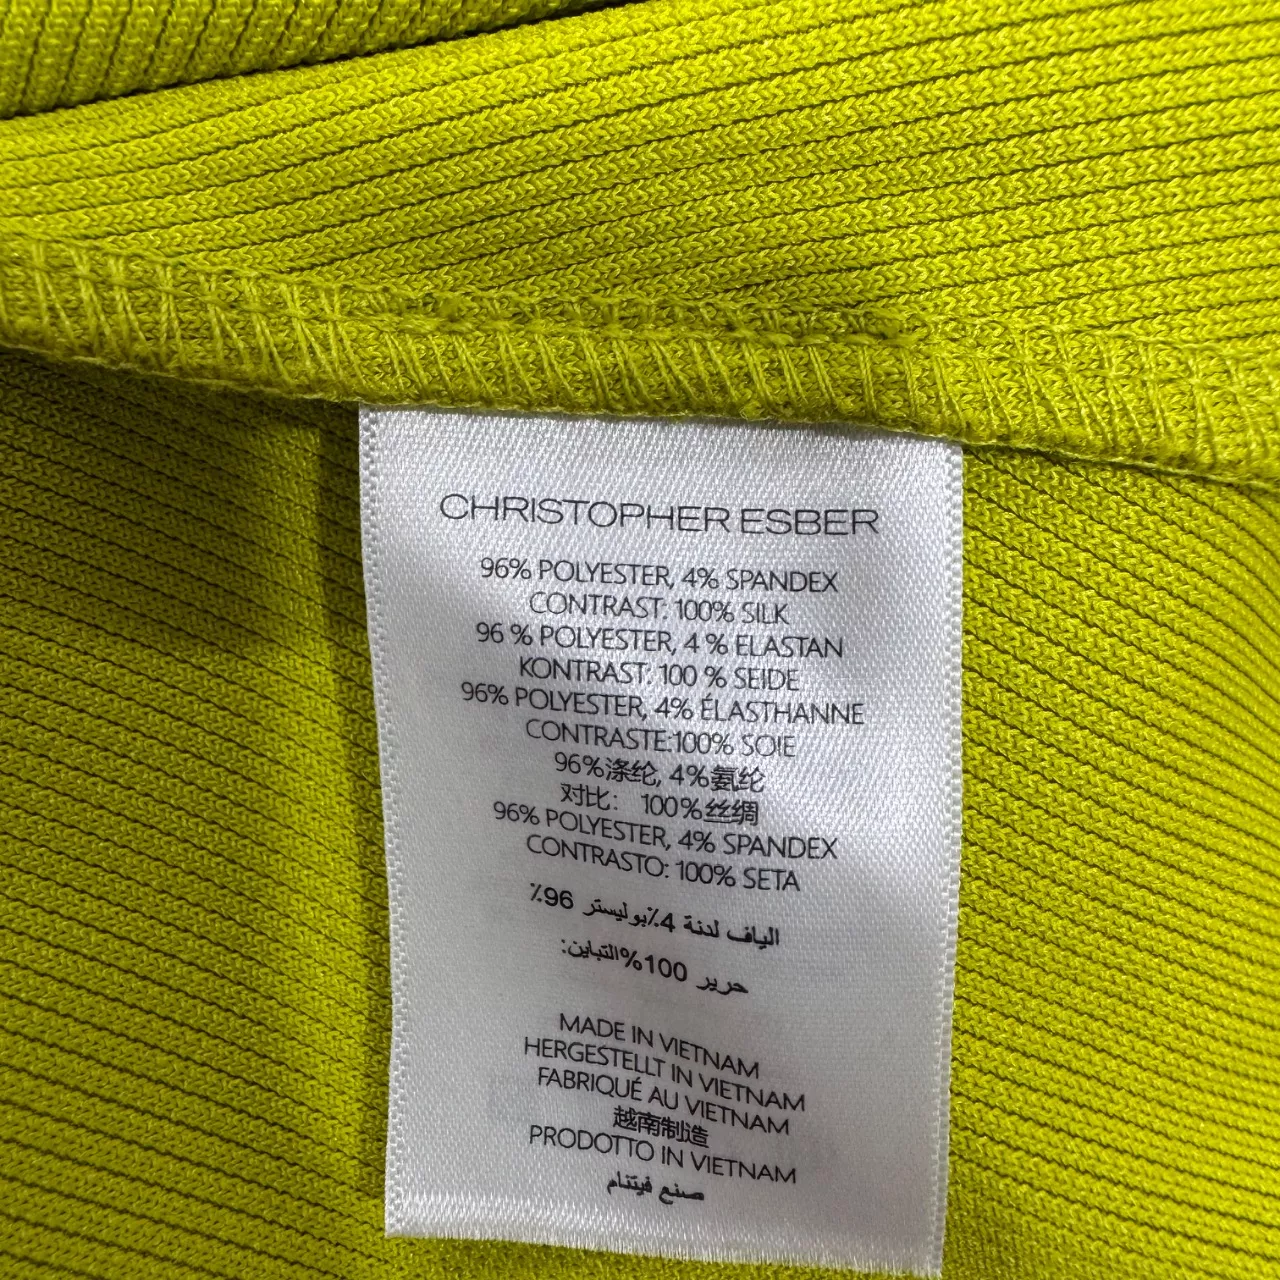 CHRISTOPHER ESBER
96% POLYESTER, 4% SPANDEX
CONTRAST: 100% SILK
96 % POLYESTER, 4 % ELASTAN
KONTRAST: 100 % SEIDE
96% POLYESTER, 4% ÉLASTHANNE
CONTRASTE:100% SOIE
96%涤纶, 4%氨纶
对比： 100%丝绸
96% POLYESTER, 4% SPANDEX
CONTRASTO: 100% SETA
الياف لدنة 4٪بوليستر 96٪
حرير 100%التباين:
MADE IN VIETNAM
HERGESTELLT IN VIETNAM
FABRIQUÉ AU VIETNAM
越南制造
PRODOTTO IN VIETNAM
صنع فيتنام